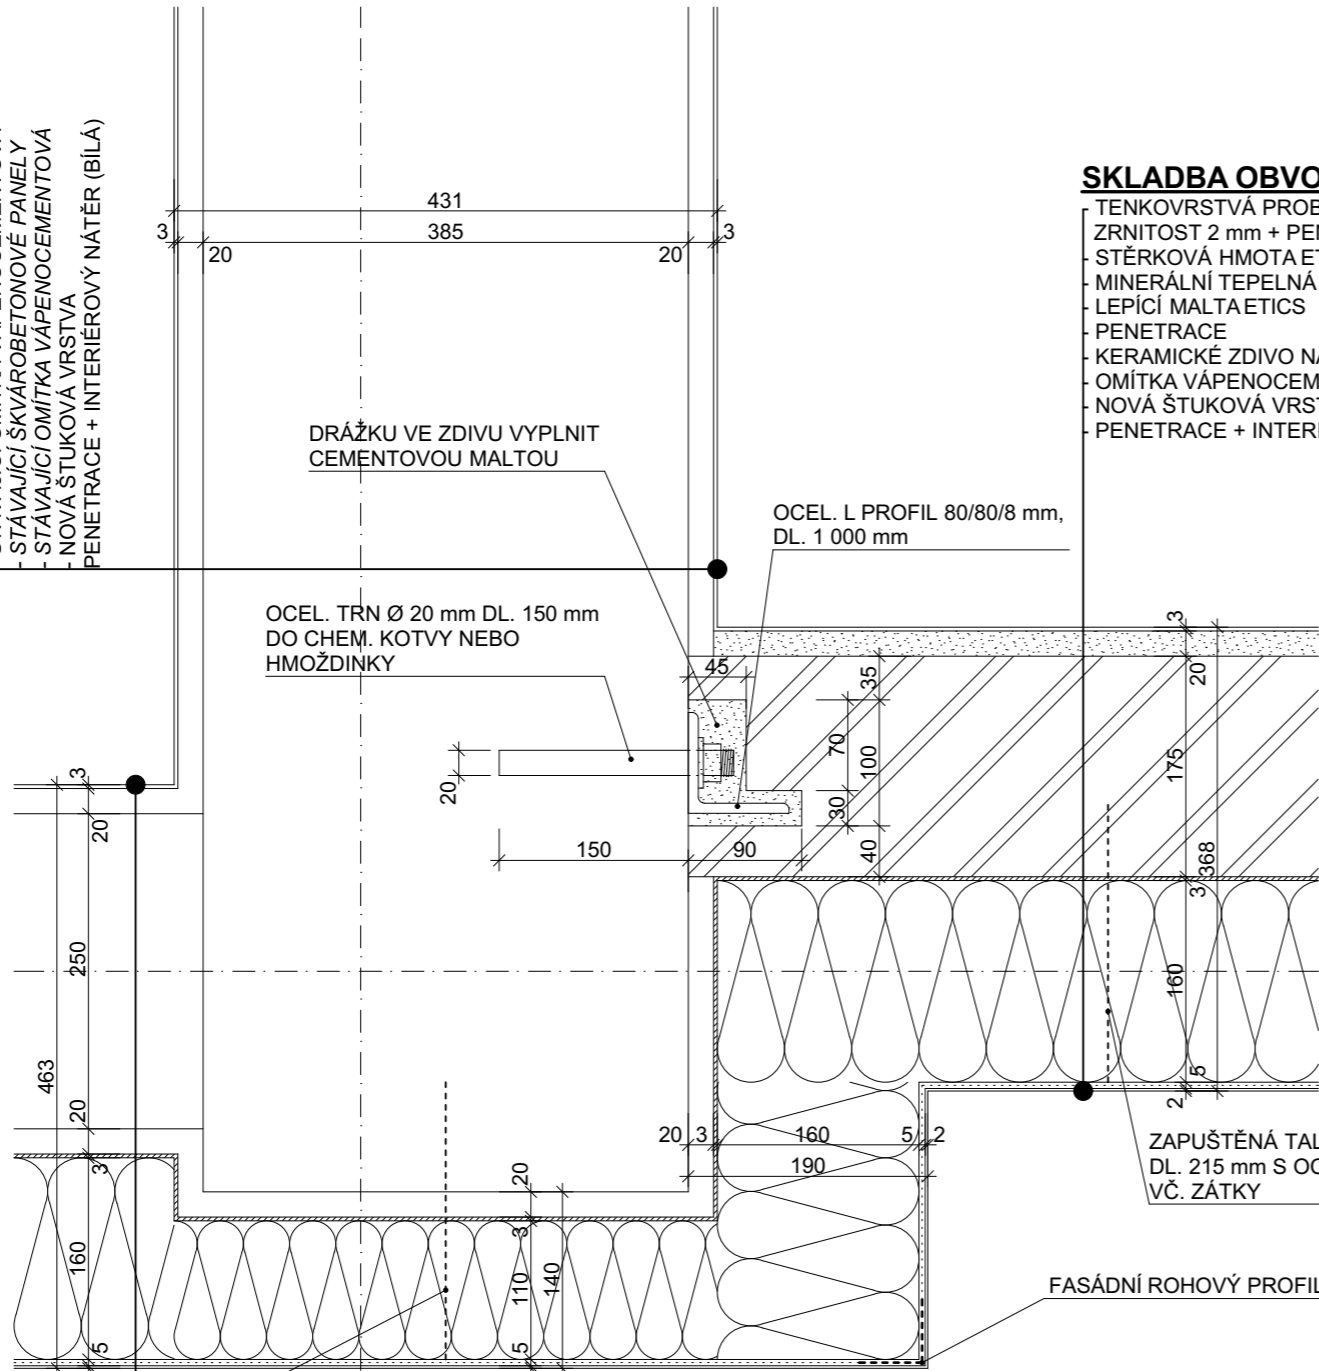 - STÁVAJÍCÍ ŠKVÁROBETONOVÉ PANELY
- STÁVAJÍCÍ OMÍTKA VÁPENOCEMENTOVÁ
- NOVÁ ŠTUKOVÁ VRSTVA
PENETRACE + INTERIÉROVÝ NÁTĚR (BÍLÁ)
431
3 385 3
20 20
SKLADBA OBVO
- TENKOVRSTVÁ PROB
ZRNITOST 2 mm + PEN
- STĚRKOVÁ HMOTA ET
- MINERÁLNÍ TEPELNÁ
- LEPÍCÍ MALTA ETICS
- PENETRACE
- KERAMICKÉ ZDIVO NA
- OMÍTKA VÁPENOCEM
- NOVÁ ŠTUKOVÁ VRST
- PENETRACE + INTERI
DRÁŽKU VE ZDIVU VYPLNIT
CEMENTOVOU MALTOU
OCEL. L PROFIL 80/80/8 mm,
DL. 1 000 mm
OCEL. TRN Ø 20 mm DL. 150 mm
DO CHEM. KOTVY NEBO
HMOŽDINKY
45
35
70
100
30
40
3
20
175
368
3
160
5
2
20
150 90
3
20
250
463
20
3
160
5
20 3 160 5 2
190
20
3
110
140
5
ZAPUŠTĚNÁ TAL
DL. 215 mm S OC
VČ. ZÁTKY
FASÁDNÍ ROHOVÝ PROFIL